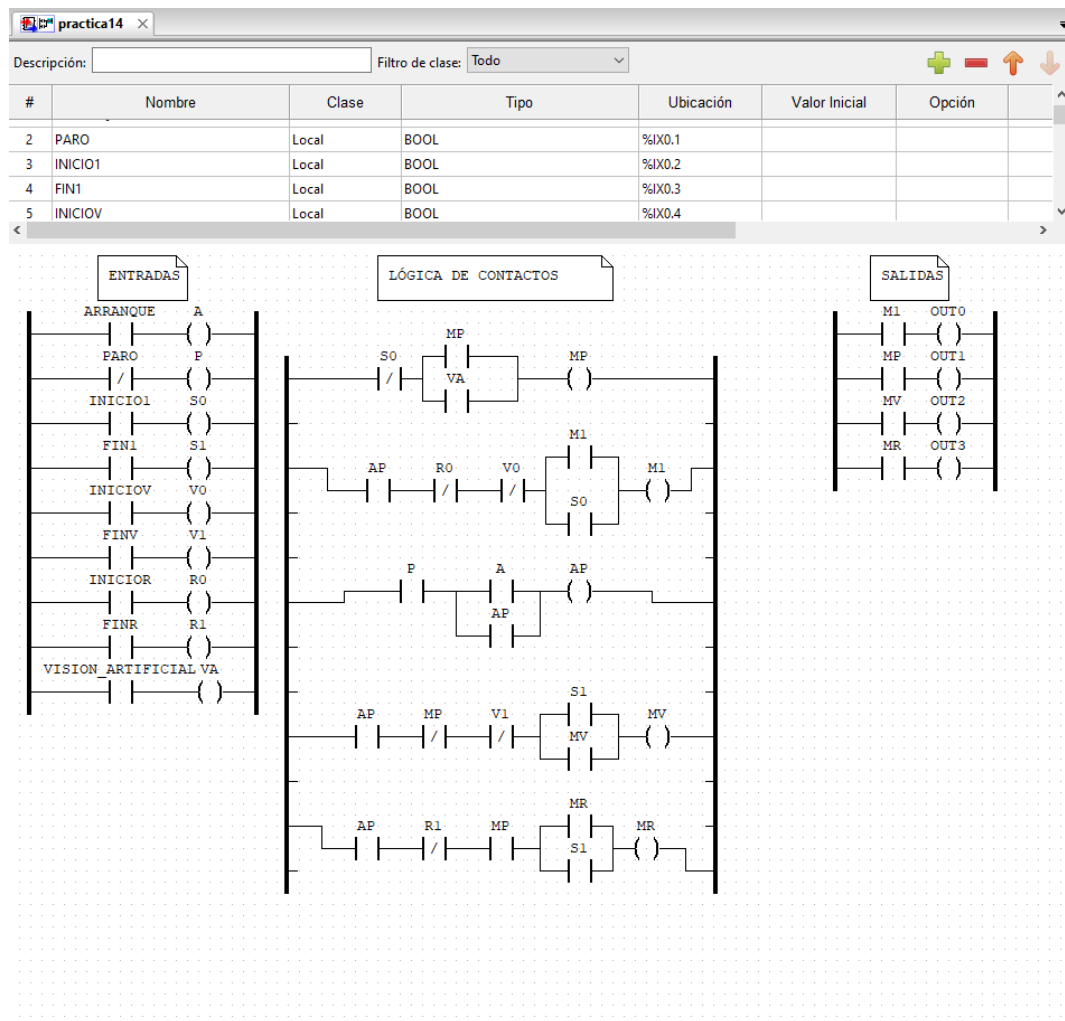 practica14
Descripción: Filtro de clase: Todo
# Nombre Clase Tipo Ubicación Valor Inicial Opción
2 PARO Local BOOL %IX0.1
3 INICIO1 Local BOOL %IX0.2
4 FIN1 Local BOOL %IX0.3
5 INICIOV Local BOOL %IX0.4
ENTRADAS
ARRANQUE A
PARO P
INICIO1 S0
FIN1 S1
INICIOV V0
FINV V1
INICIOR R0
FINR R1
VISION_ARTIFICIAL VA
LÓGICA DE CONTACTOS
MP
S0 MP
VA
M1
AP R0 V0 M1
S0
P A AP
AP
S1
AP MP V1 MV
MV
MR
AP R1 MP MR
S1
SALIDAS
M1 OUT0
MP OUT1
MV OUT2
MR OUT3